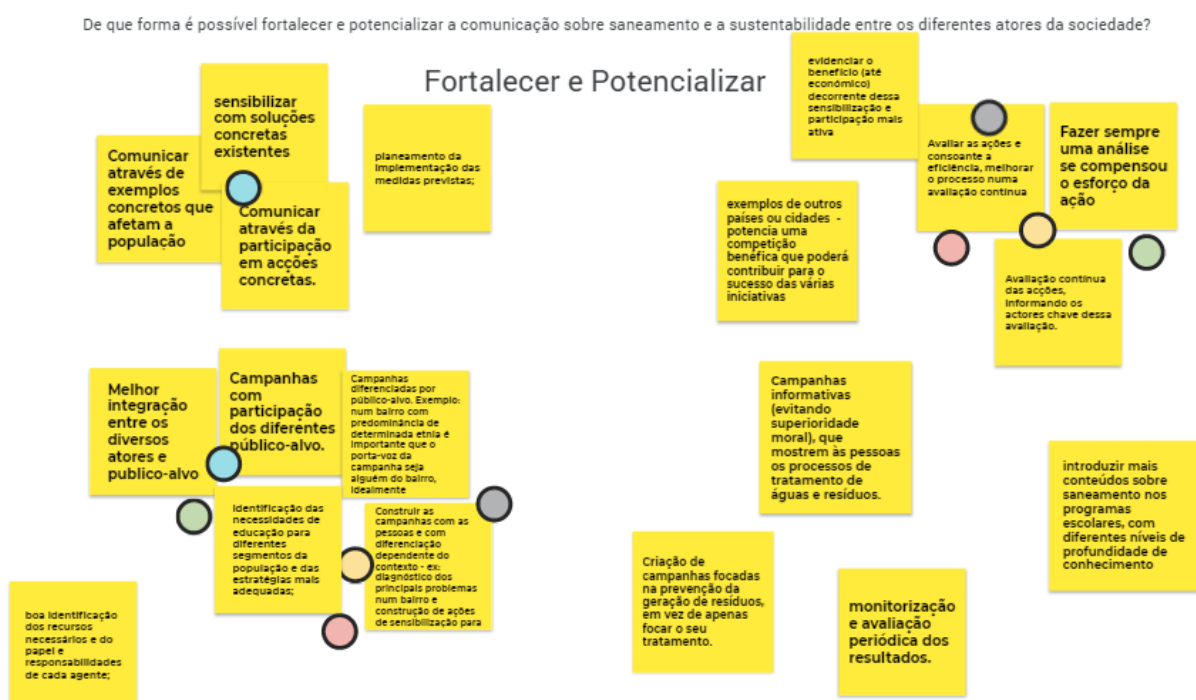 De que forma é possível fortalecer e potencializar a comunicação sobre saneamento e a sustentabilidade entre os diferentes atores da sociedade?
Fortalecer e Potencializar
sensibilizar
com soluções
concretas
existentes
Comunicar
através de
exemplos
concretos que
afetam a
população
Comunicar
através da
participação
em acções
concretas.
planeamento da
implementação das
medidas previstas;
evidenciar o
benefício (até
económico)
decorrente dessa
sensibilização e
participação mais
ativa
Avaliar as ações e
consoante a
eficiência, melhorar
o processo numa
avaliação contínua
Fazer sempre
uma análise
se compensou
o esforço da
ação
exemplos de outros
países ou cidades -
potencia uma
competição
benéfica que poderá
contribuir para o
sucesso das várias
iniciativas
Avaliação contínua
das acções,
informando os
actores chave dessa
avaliação.
Melhor
integração
entre os
diversos
atores e
publico-alvo
Campanhas
com
participação
dos diferentes
público-alvo.
Campanhas
diferenciadas por
público-alvo. Exemplo:
num bairro com
predominância de
determinada etnia é
importante que o
porta-voz da
campanha seja
alguém do bairro,
idealmente
Identificação das
necessidades de
educação para
diferentes
segmentos da
população e das
estratégias mais
adequadas;
Construir as
campanhas com as
pessoas e com
diferenciação
dependente do
contexto - ex:
diagnóstico dos
principais problemas
num bairro e
construção de ações
de sensibilização para
boa identificação
dos recursos
necessários e do
papel e
responsabilidades
de cada agente;
Campanhas
informativas
(evitando
superioridade
moral), que
mostrem às pessoas
os processos de
tratamento de
águas e resíduos.
introduzir mais
conteúdos sobre
saneamento nos
programas
escolares, com
diferentes níveis de
profundidade de
conhecimento
Criação de
campanhas focadas
na prevenção da
geração de resíduos,
em vez de apenas
focar o seu
tratamento.
monitorização
e avaliação
periódica dos
resultados.